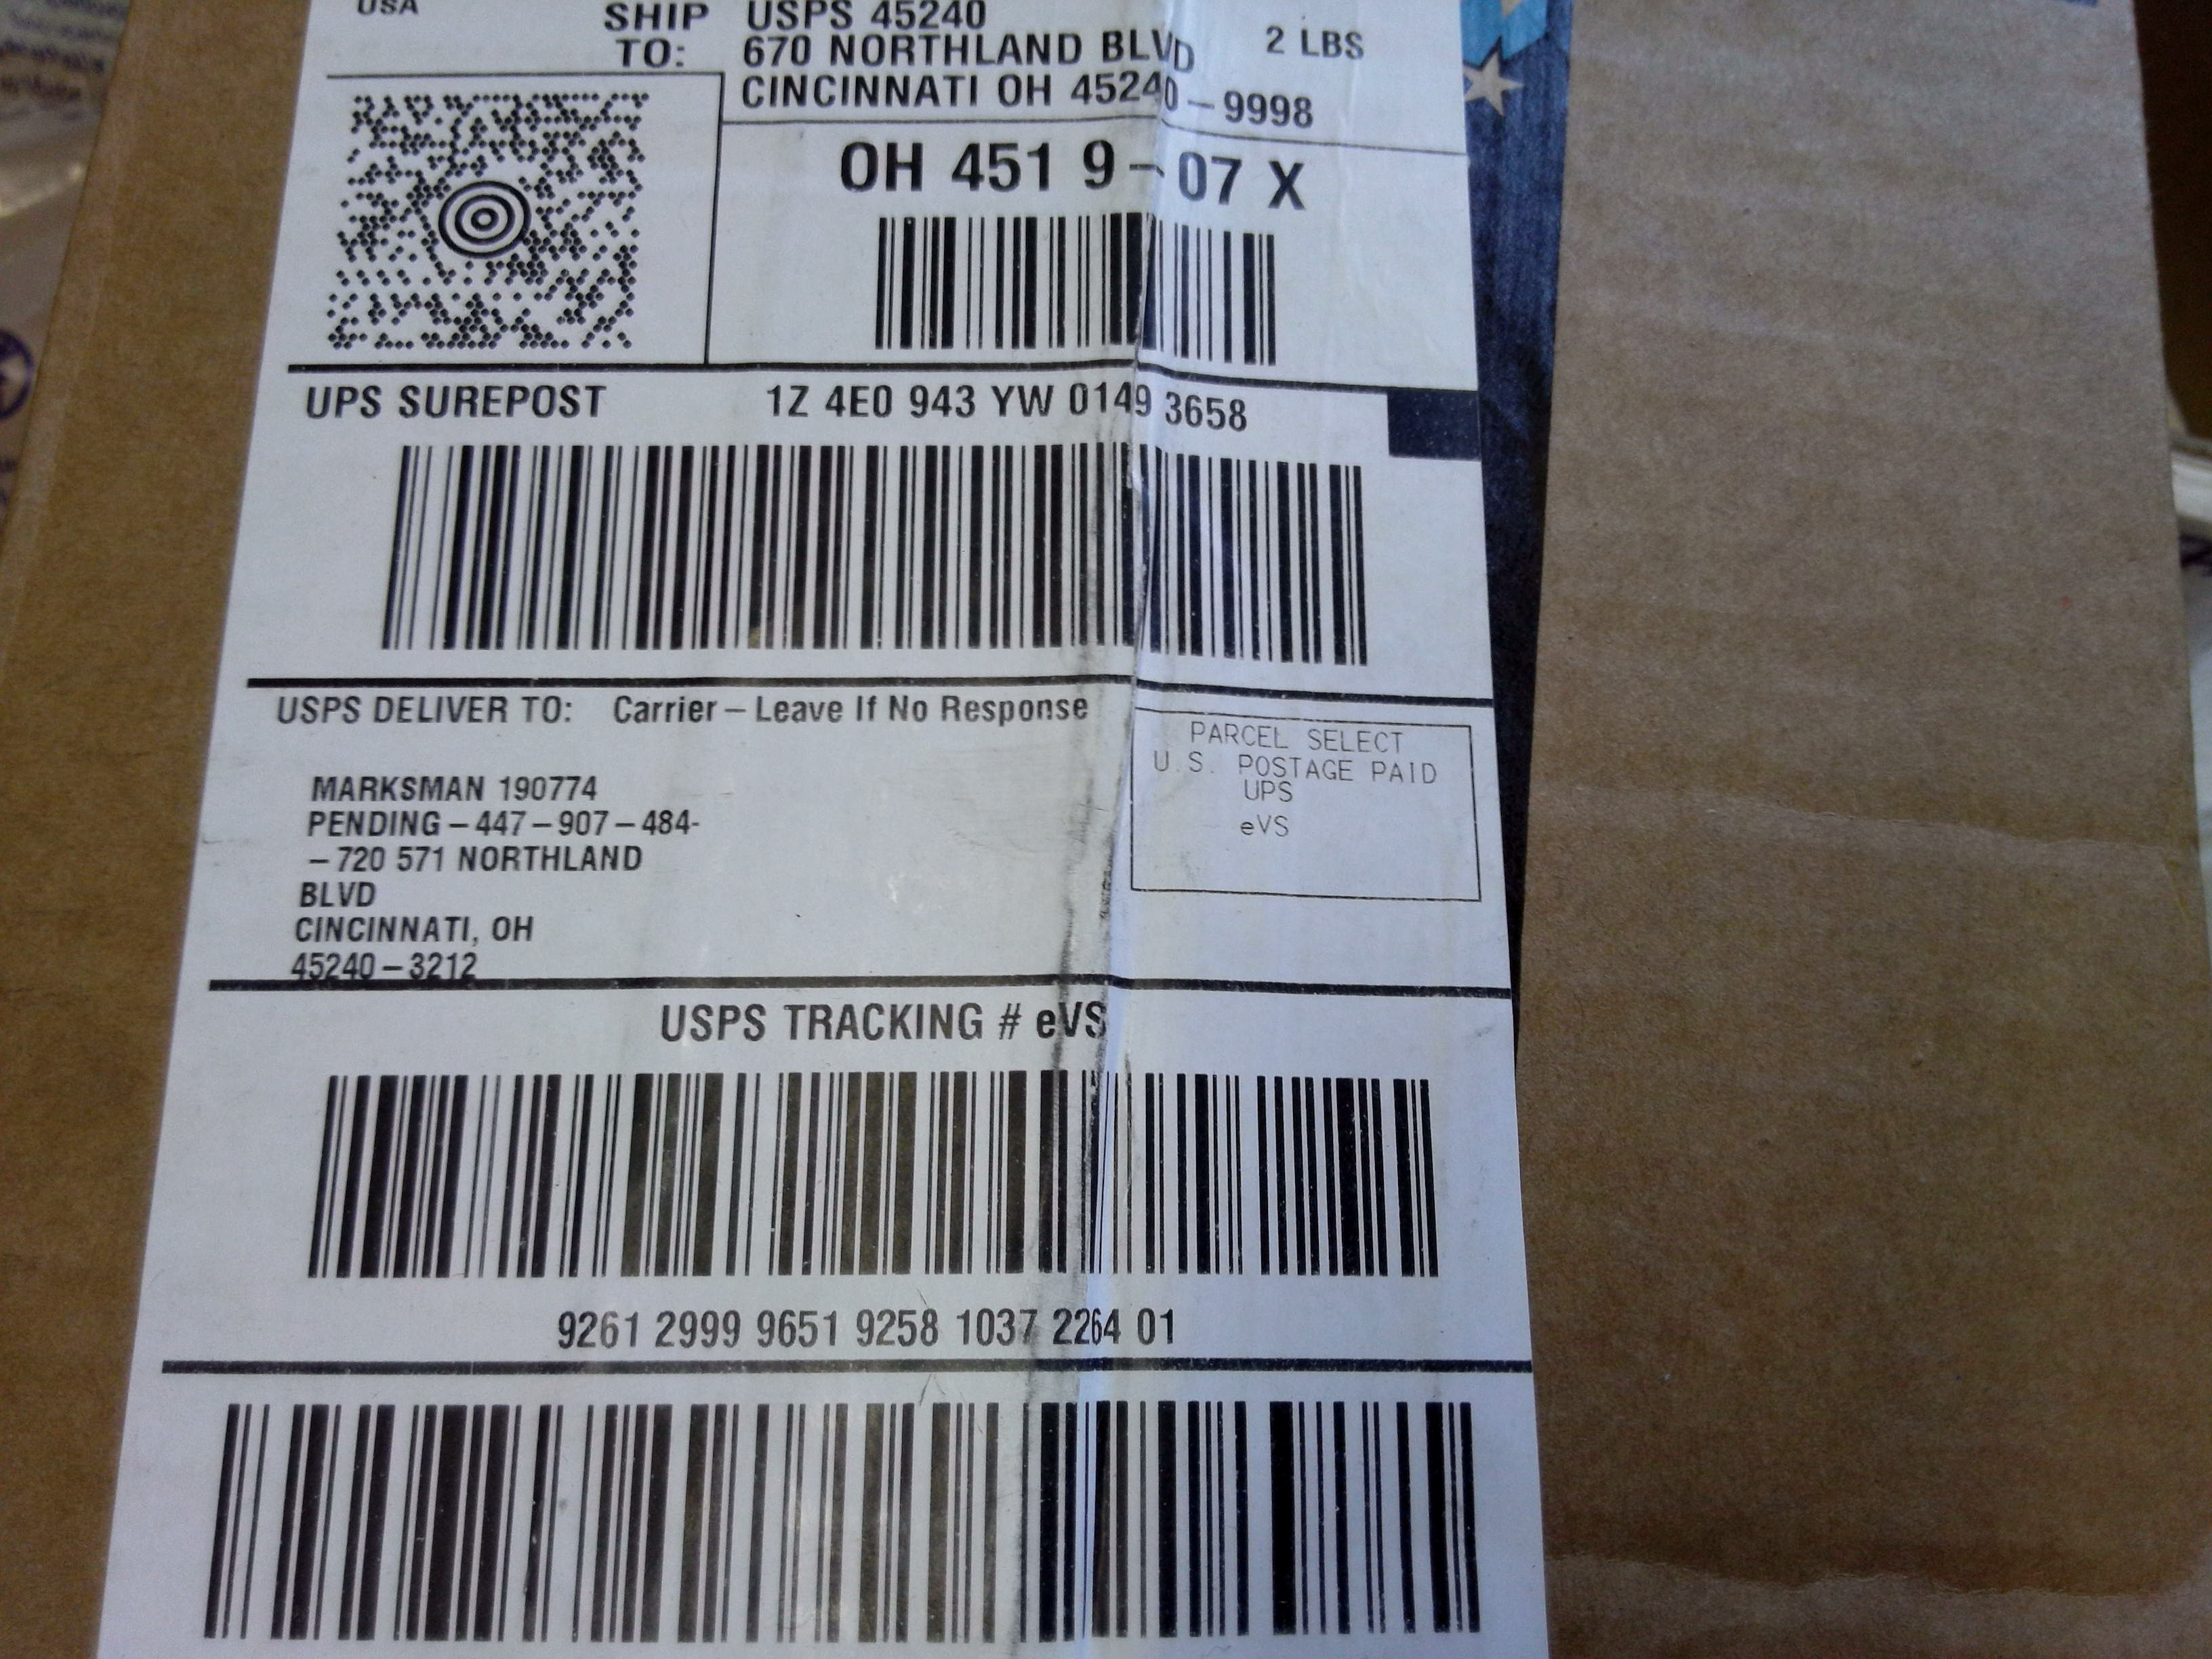 USA
SHIP TO:
USPS 45240
670 NORTHLAND BLVD
CINCINNATI OH 45240-9998
2 LBS
OH 451 9-07 X
UPS SUREPOST
1Z 4E0 943 YW 0149 3658
USPS DELIVER TO: Carrier-Leave If No Response
MARKSMAN 190774
PENDING-447-907-484-
-720 571 NORTHLAND
BLVD
CINCINNATI, OH
45240-3212
PARCEL SELECT
U.S. POSTAGE PAID
UPS
eVS
USPS TRACKING # eVS
9261 2999 9651 9258 1037 2264 01